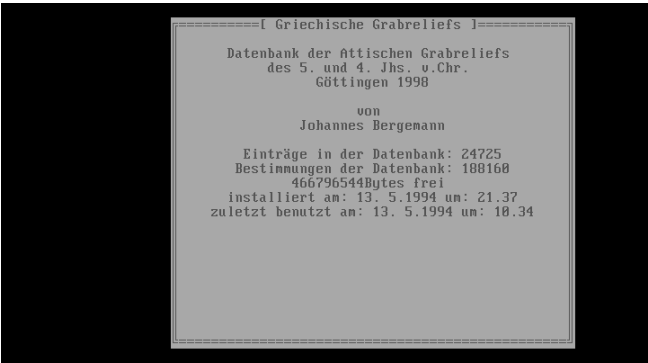 [ Griechische Grabreliefs ]
Datenbank der Attischen Grabreliefs
des 5. und 4. Jhs. v.Chr.
Göttingen 1998
von
Johannes Bergemann
Einträge in der Datenbank: 24725
Bestimmungen der Datenbank: 188160
466796544Bytes frei
installiert am: 13. 5.1994 um: 21.37
zuletzt benutzt am: 13. 5.1994 um: 10.34